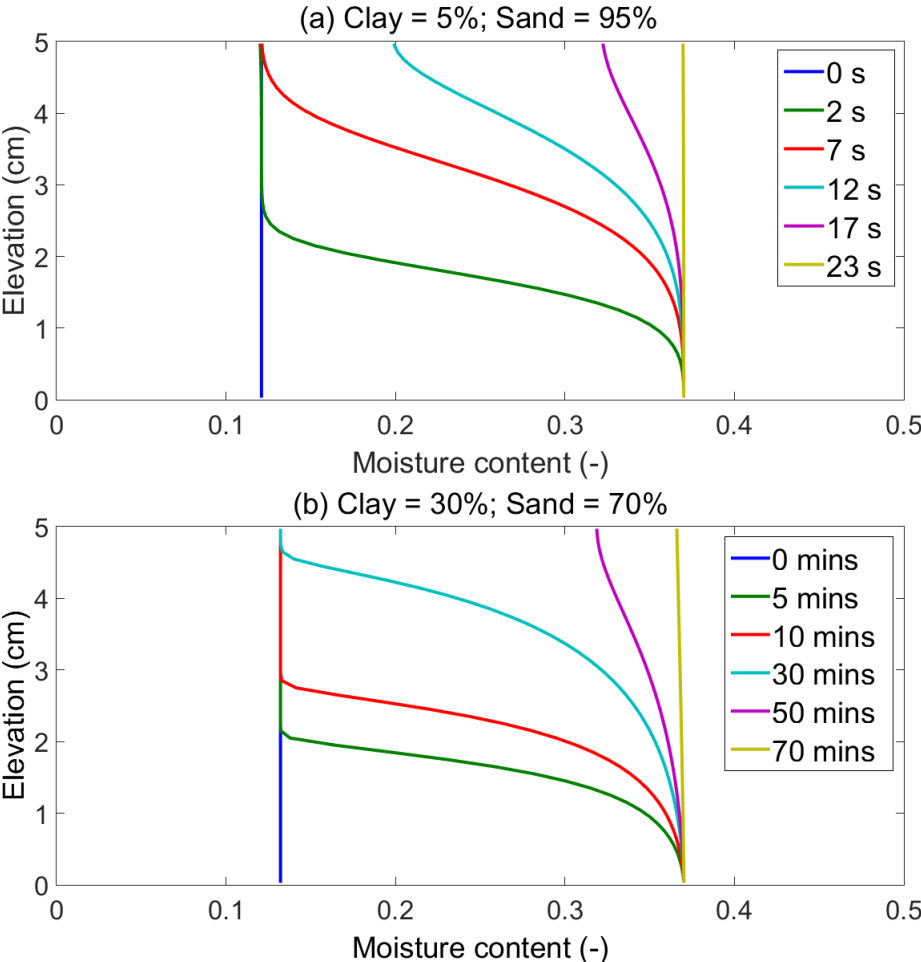 (a) Clay = 5%; Sand = 95%
5
4
3
2
1
0
Elevation (cm)
0 s
2 s
7 s
12 s
17 s
23 s
0
0.1
0.2
0.3
0.4
0.5
Moisture content (-)
(b) Clay = 30%; Sand = 70%
5
4
3
2
1
0
Elevation (cm)
0 mins
5 mins
10 mins
30 mins
50 mins
70 mins
0
0.1
0.2
0.3
0.4
0.5
Moisture content (-)